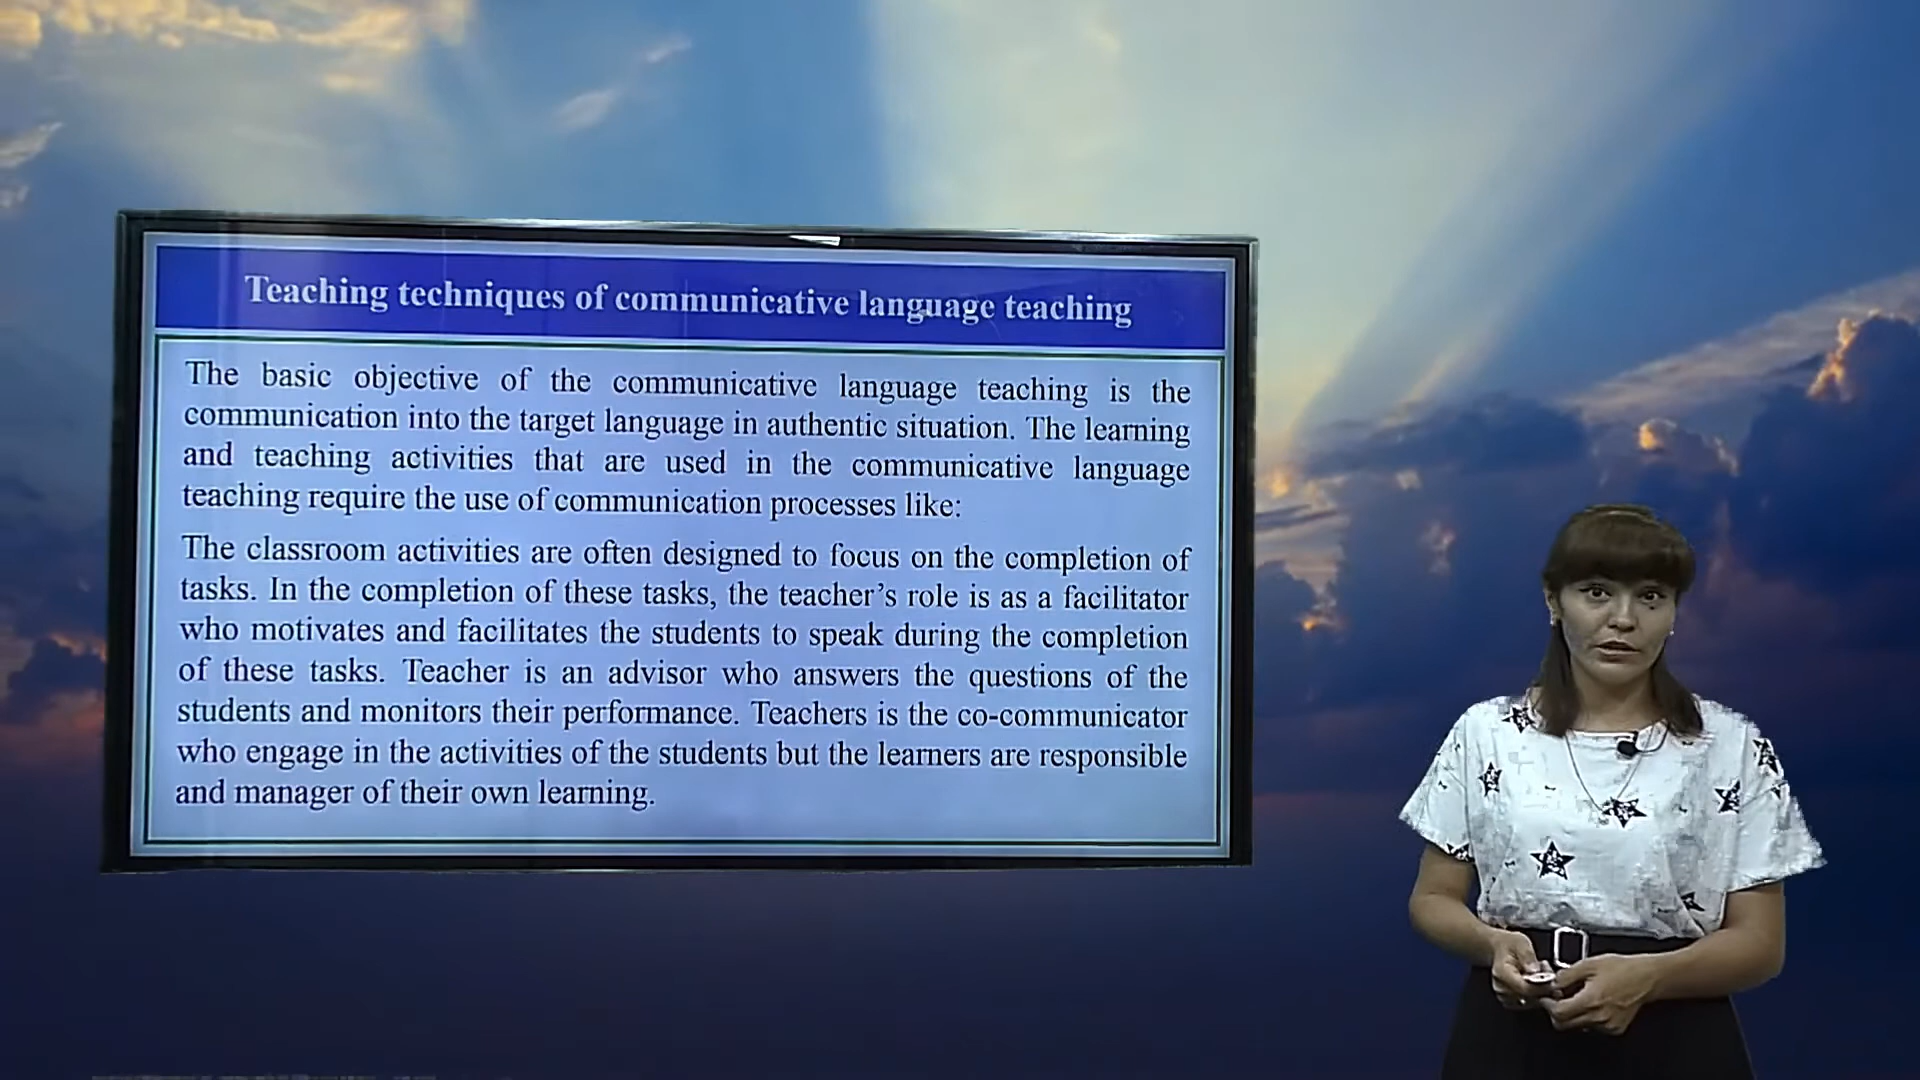 Teaching techniques of communicative language teaching
The basic objective of the communicative language teaching is the
communication into the target language in authentic situation. The learning
and teaching activities that are used in the communicative language
teaching require the use of communication processes like:
The classroom activities are often designed to focus on the completion of
tasks. In the completion of these tasks, the teacher’s role is as a facilitator
who motivates and facilitates the students to speak during the completion
of these tasks. Teacher is an advisor who answers the questions of the
students and monitors their performance. Teachers is the co-communicator
who engage in the activities of the students but the learners are responsible
and manager of their own learning.